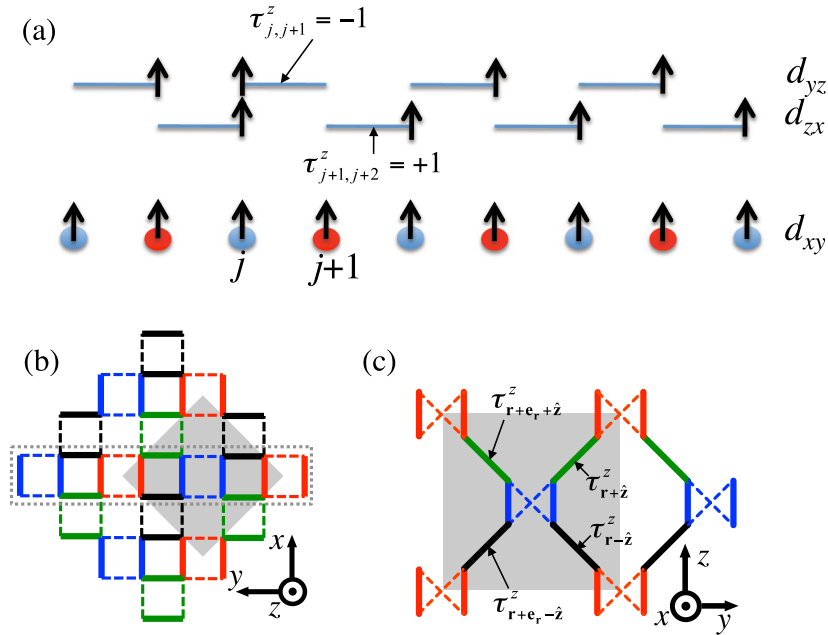 (a)
τ^z_{j,j+1} = −1
d_{yz}
d_{zx}
τ^z_{j+1, j+2} = +1
d_{xy}
j j+1
(b)
x
y
z
(c)
τ^z_{r+e_r+ẑ}
τ^z_{r+ẑ}
τ^z_{r−ẑ}
τ^z_{r+e_r−ẑ}
z
x y